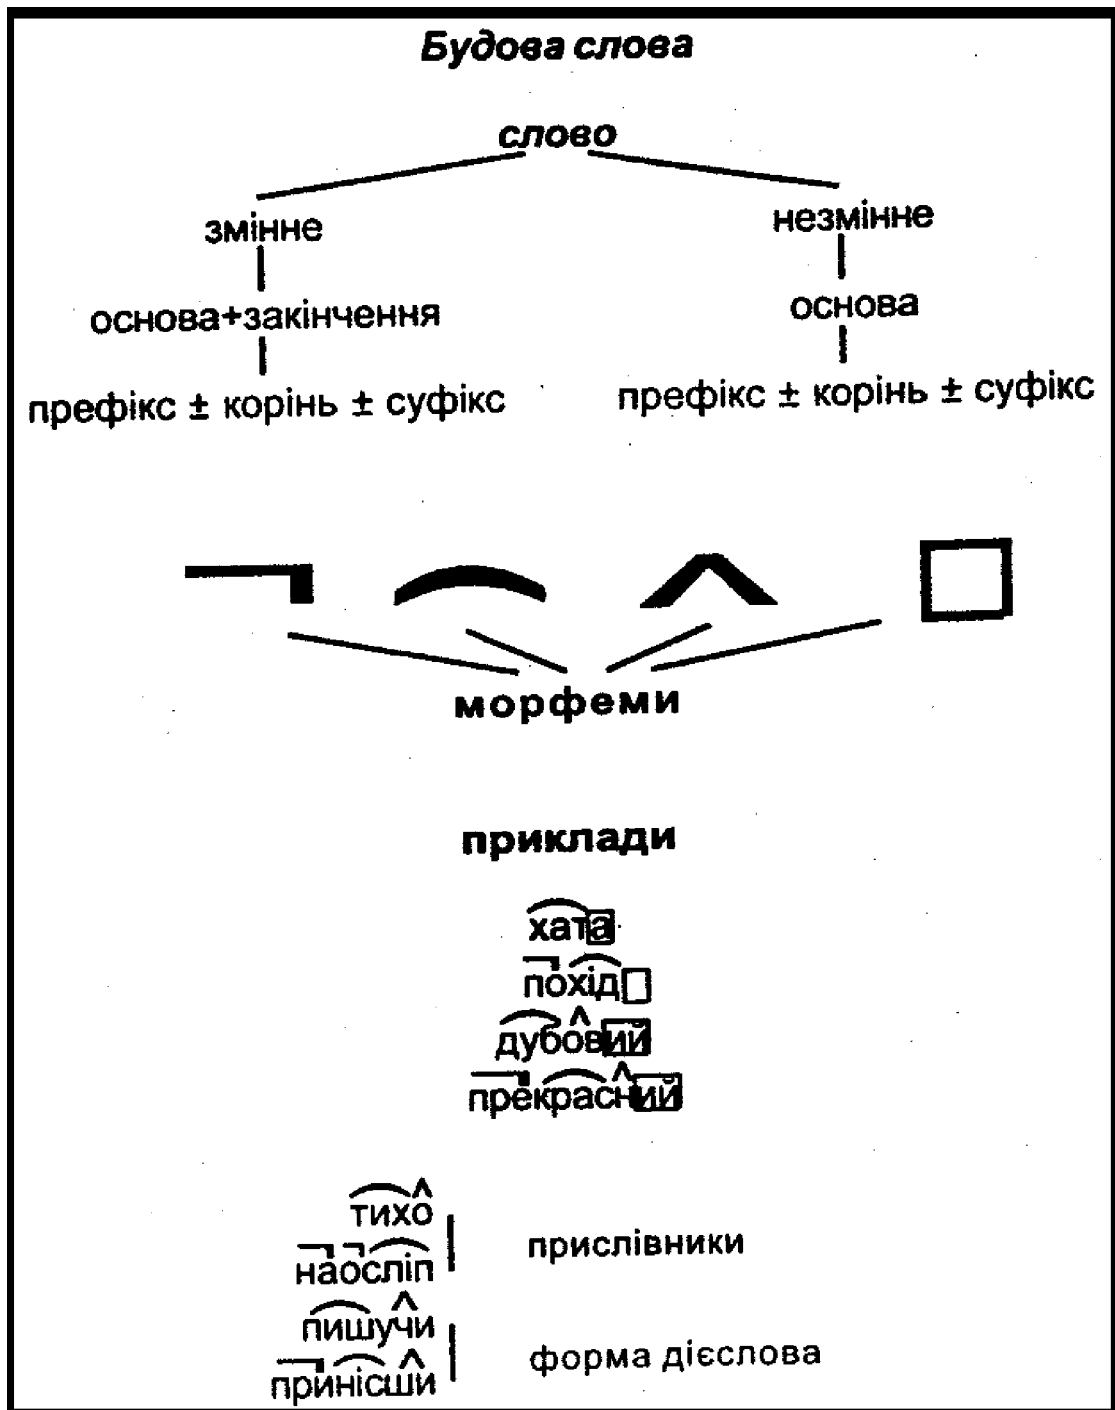 Будова слова
слово
змінне незмінне
основа+закінчення основа
префікс ± корінь ± суфікс префікс ± корінь ± суфікс
морфеми
приклади
хата
похід
дубовий
прекрасний
тихо
наосліп
прислівники
пишучи
принісши
форма дієслова